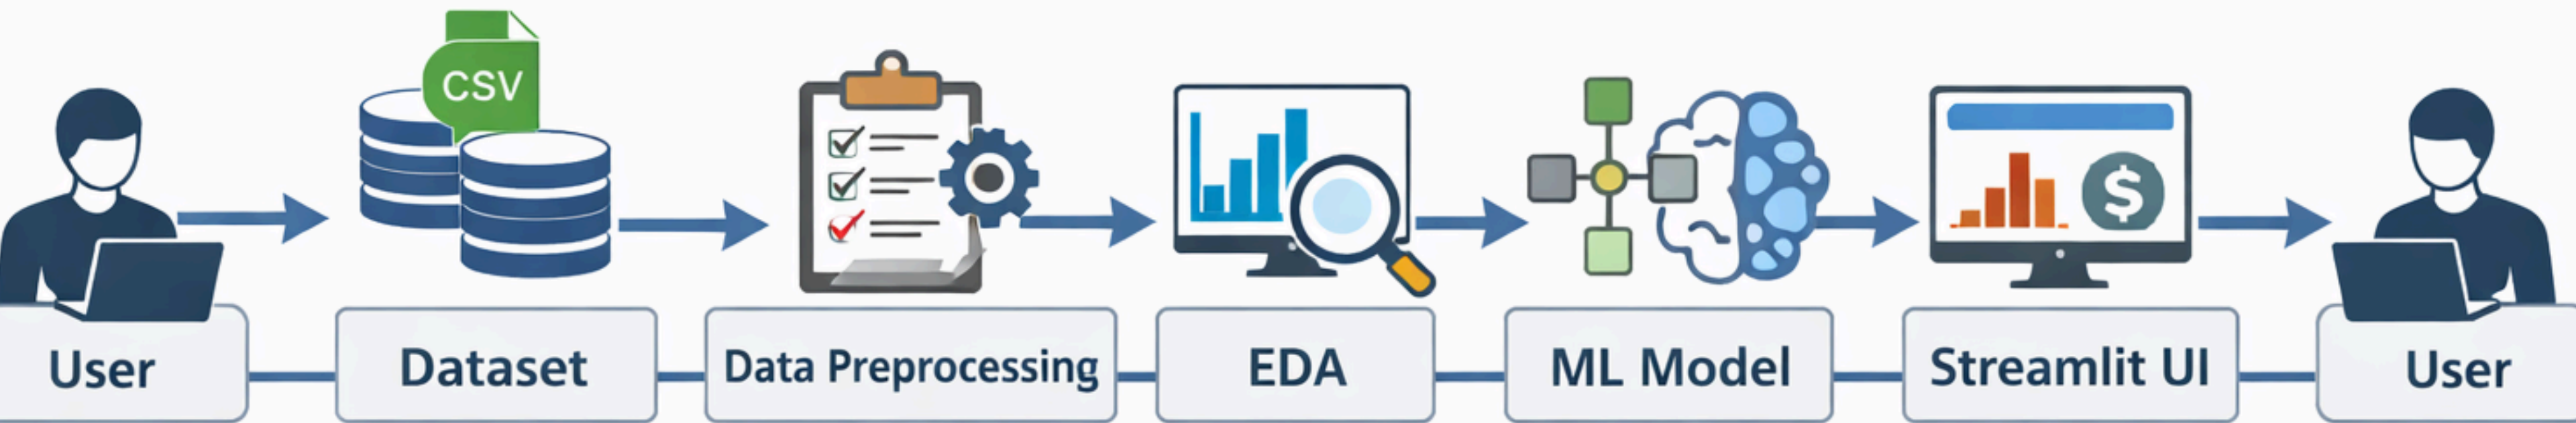 CSV
$
User
Dataset
Data Preprocessing
EDA
ML Model
Streamlit UI
User